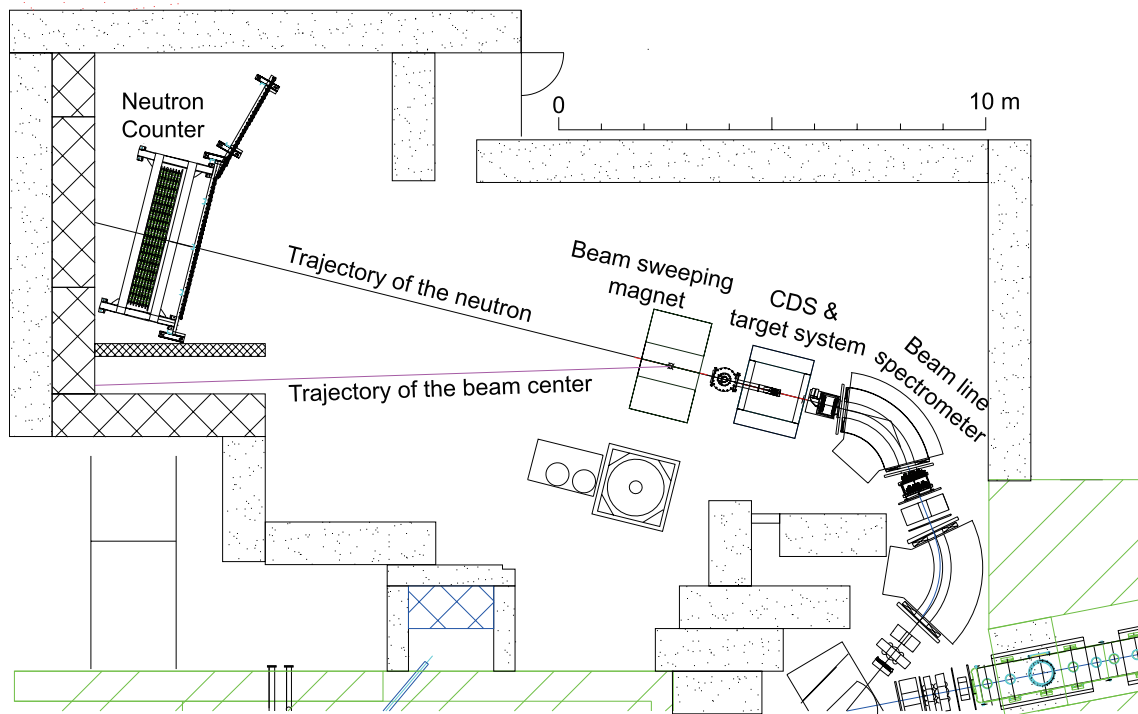 Neutron
Counter
0
10 m
Trajectory of the neutron
Beam sweeping
magnet
CDS &
target system
Beam line
spectrometer
Trajectory of the beam center